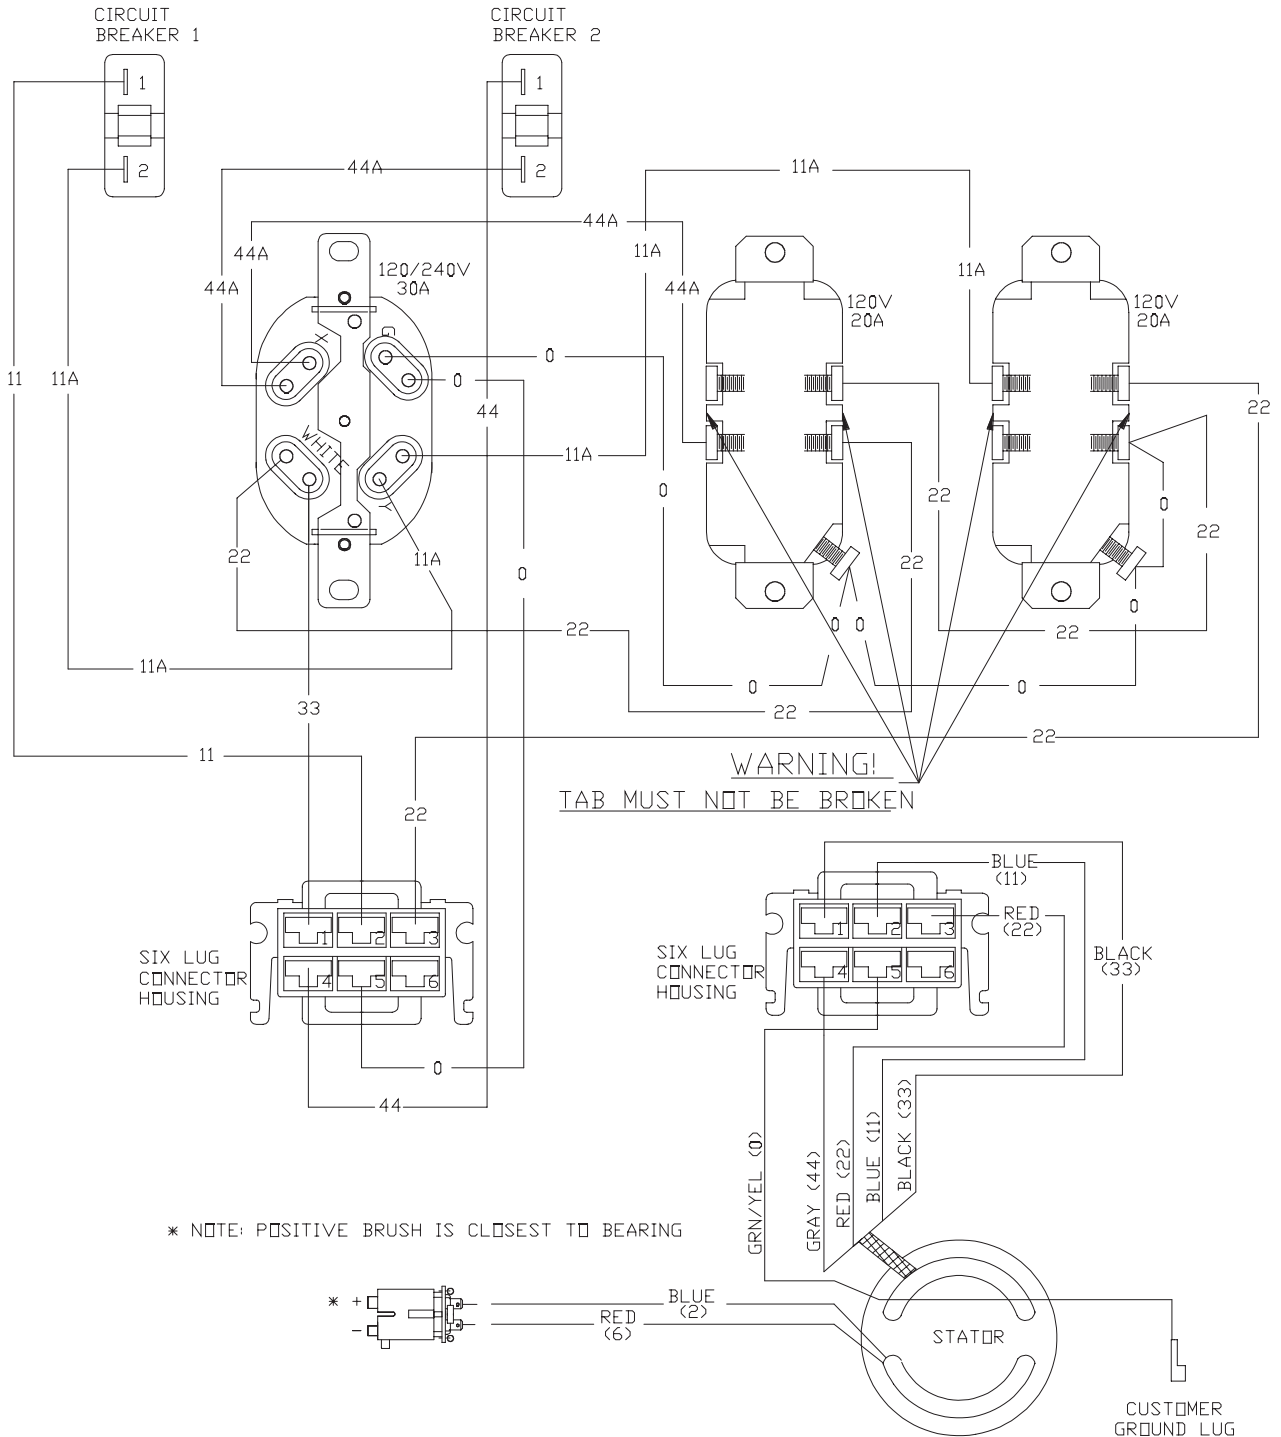 CIRCUIT
BREAKER 1
CIRCUIT
BREAKER 2
1
1
2
2
44A
11A
44A
11A
44A
44A
44A
11A
120/240V
30A
120V
20A
120V
20A
X
G
0
0
11
11A
44
22
WHITE
Y
11A
0
22
0
22
22
11A
22
0
0
0
0
22
22
11A
0
0
33
22
22
11
WARNING!
TAB MUST NOT BE BROKEN
22
BLUE
(11)
RED
(22)
BLACK
(33)
1
2
3
4
5
6
SIX LUG
CONNECTOR
HOUSING
1
2
3
4
5
6
SIX LUG
CONNECTOR
HOUSING
0
44
GRN/YEL (0)
GRAY (44)
RED (22)
BLUE (11)
BLACK (33)
* NOTE: POSITIVE BRUSH IS CLOSEST TO BEARING
* +
-
BLUE
(2)
RED
(6)
STATOR
CUSTOMER
GROUND LUG